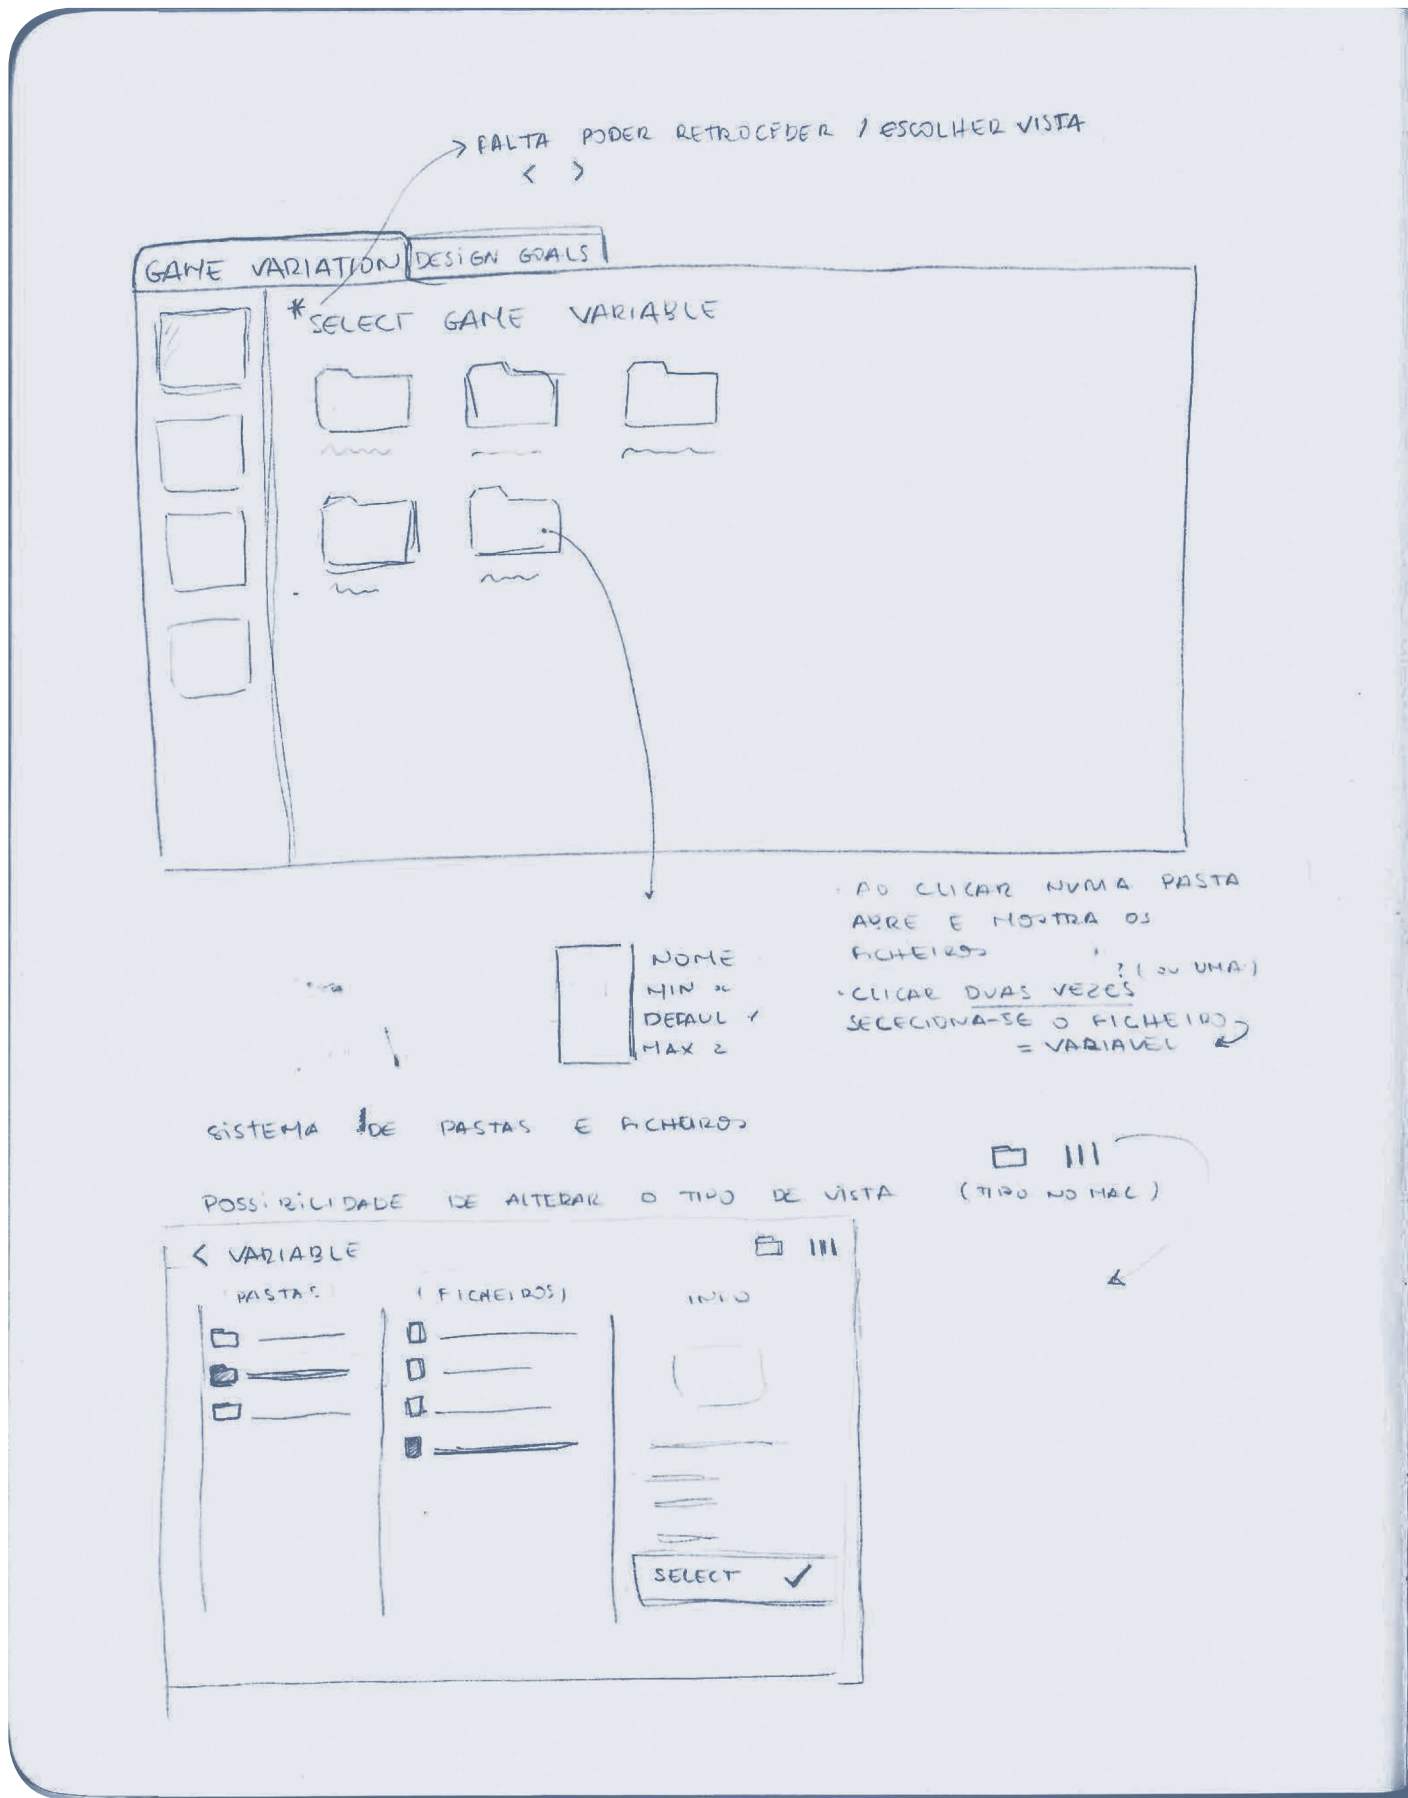 FALTA PODER RETROCEDER / ESCOLHER VISTA
< >
GAME VARIATION
DESIGN GOALS
* SELECT GAME VARIABLE
· AO CLICAR NUMA PASTA
ABRE E MOSTRA OS
FICHEIROS
? (OU UMA)
· CLICAR DUAS VEZES
SELECIONA-SE O FICHEIRO
= VARIAVEL
NOME
MIN x
DEFAUL Y
MAX z
SISTEMA DE PASTAS E FICHEIROS
POSSIBILIDADE DE ALTERAR O TIPO DE VISTA (TIPO NO MAC)
< VARIABLE
PASTAS
(FICHEIROS)
INFO
SELECT ✓